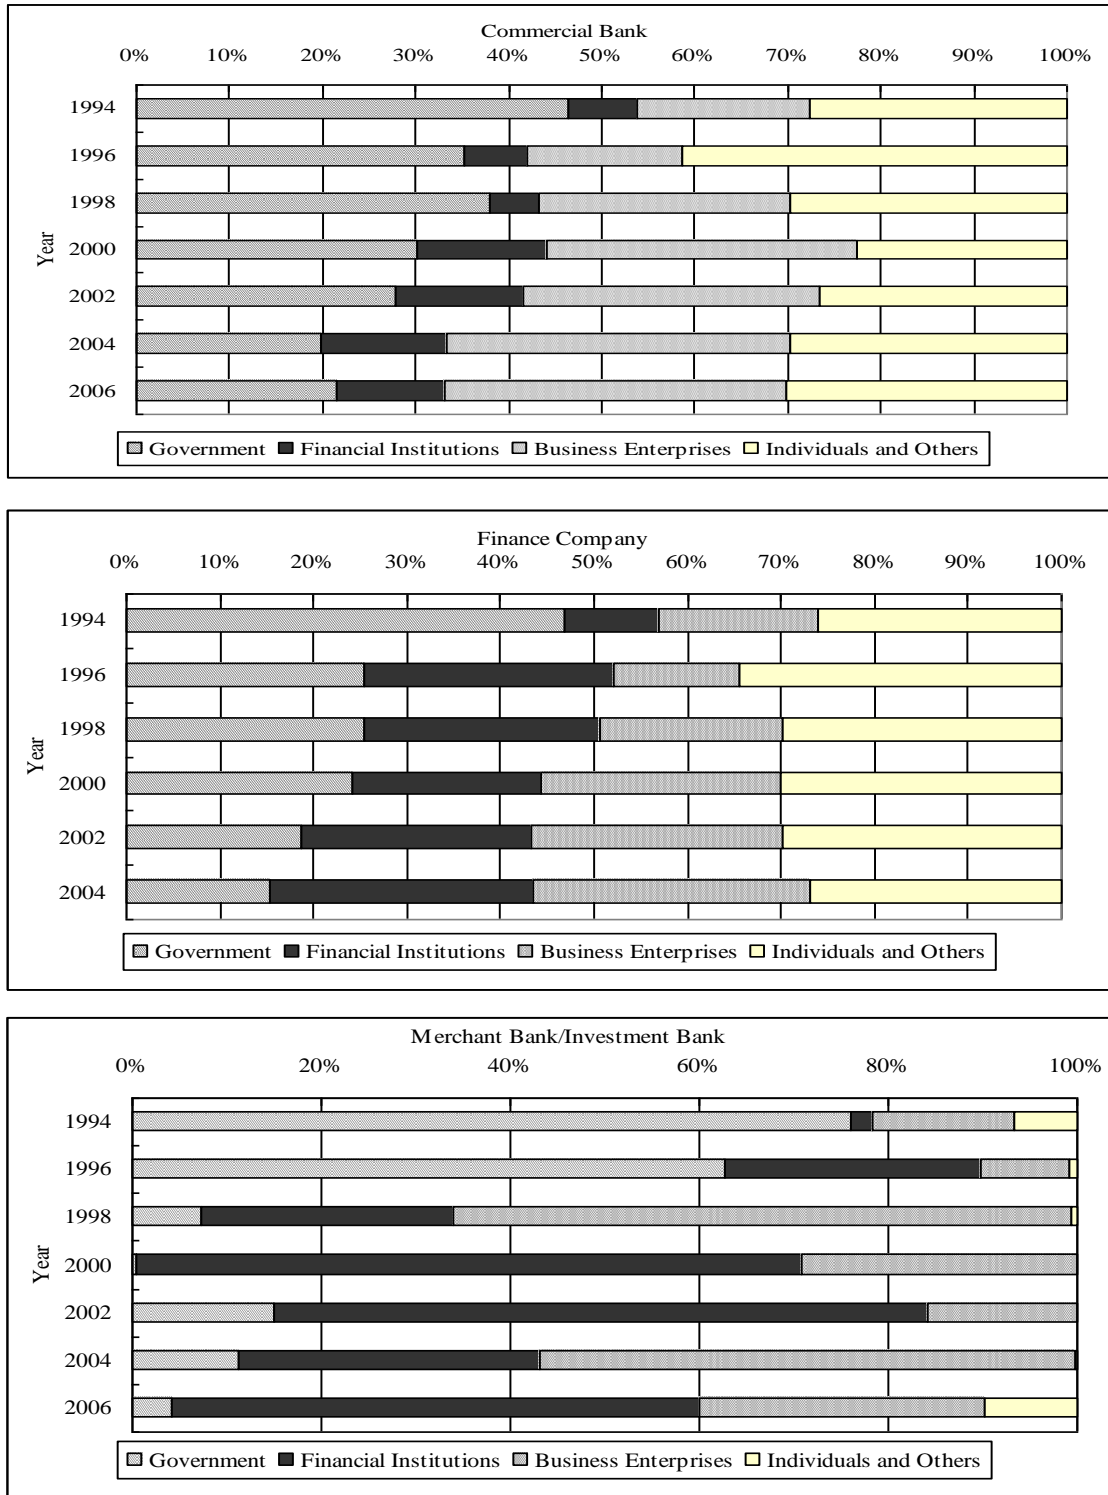 Commercial Bank
0% 10% 20% 30% 40% 50% 60% 70% 80% 90% 100%
Year
1994
1996
1998
2000
2002
2004
2006
Government Financial Institutions Business Enterprises Individuals and Others
Finance Company
0% 10% 20% 30% 40% 50% 60% 70% 80% 90% 100%
Year
1994
1996
1998
2000
2002
2004
Government Financial Institutions Business Enterprises Individuals and Others
Merchant Bank/Investment Bank
0% 20% 40% 60% 80% 100%
Year
1994
1996
1998
2000
2002
2004
2006
Government Financial Institutions Business Enterprises Individuals and Others